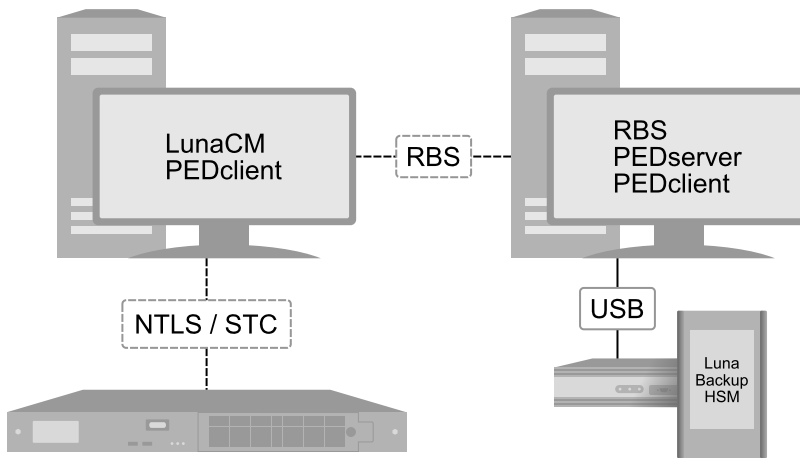 LunaCM
PEDclient
RBS
RBS
PEDserver
PEDclient
NTLS / STC
USB
Luna
Backup
HSM